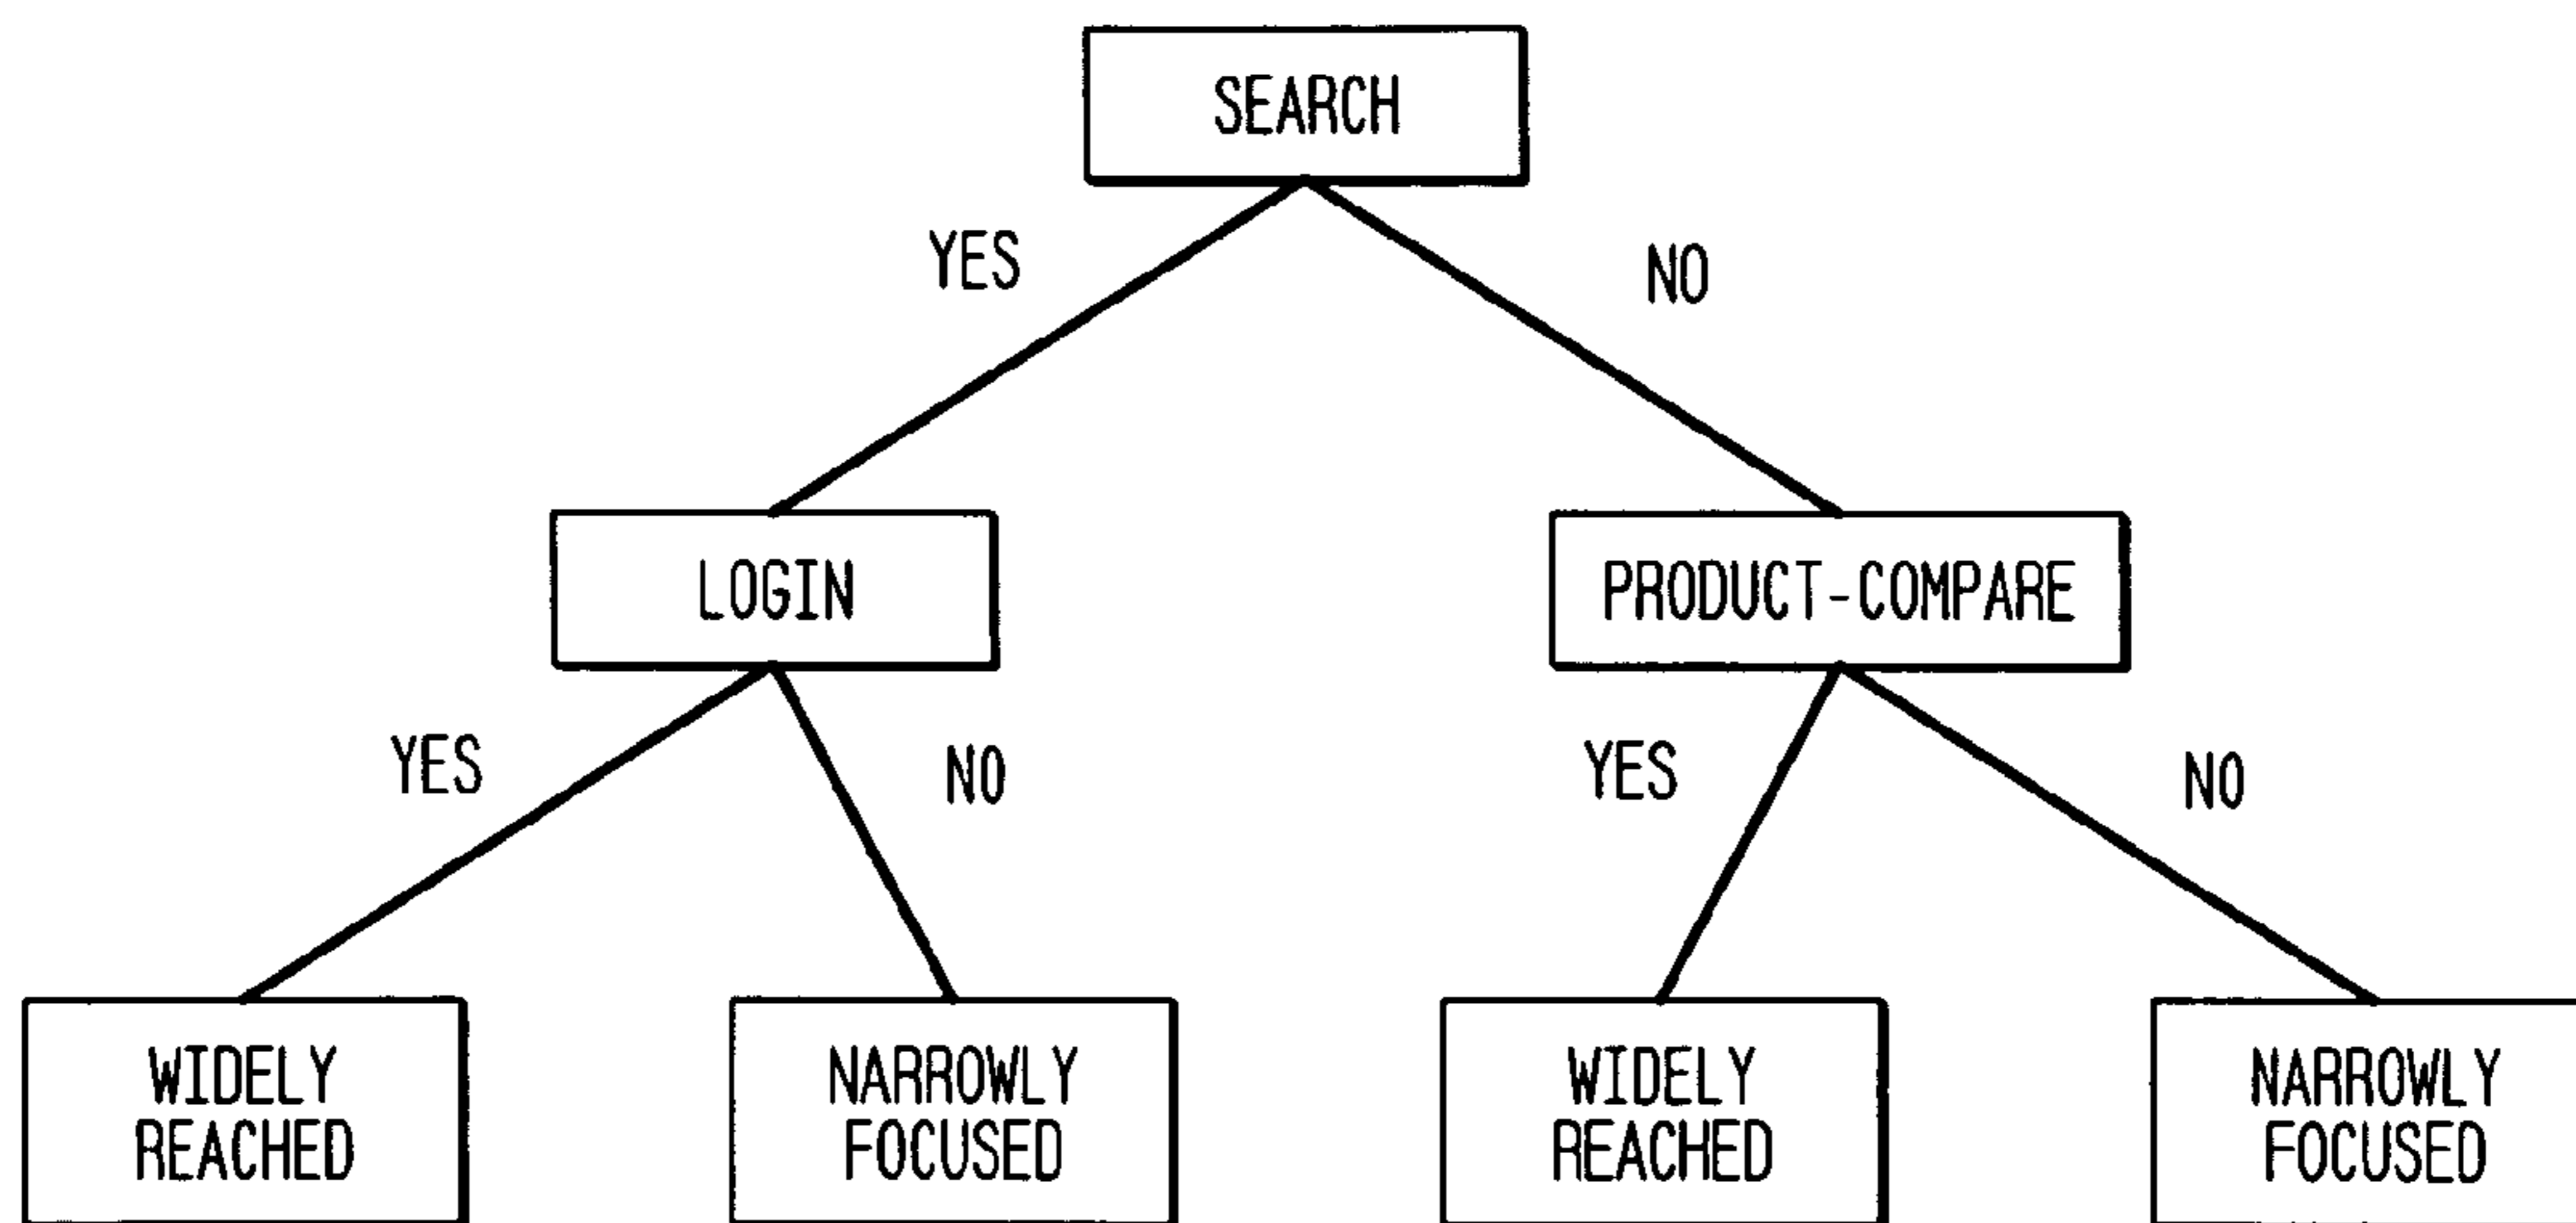 SEARCH
YES
NO
LOGIN
PRODUCT-COMPARE
YES
NO
YES
NO
WIDELY
REACHED
NARROWLY
FOCUSED
WIDELY
REACHED
NARROWLY
FOCUSED